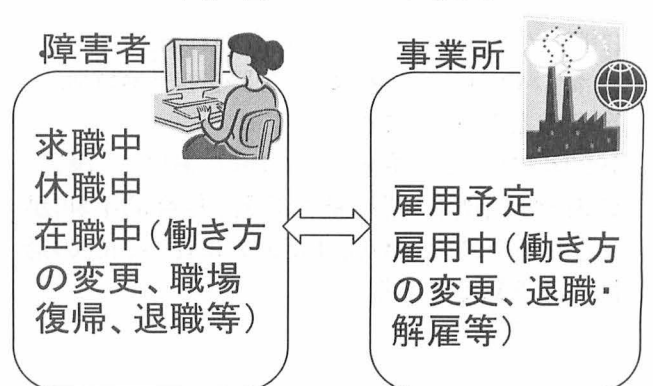 障害者
求職中
休職中
在職中(働き方
の変更、職場
復帰、退職等)
事業所
雇用予定
雇用中(働き方
の変更、退職・
解雇等)